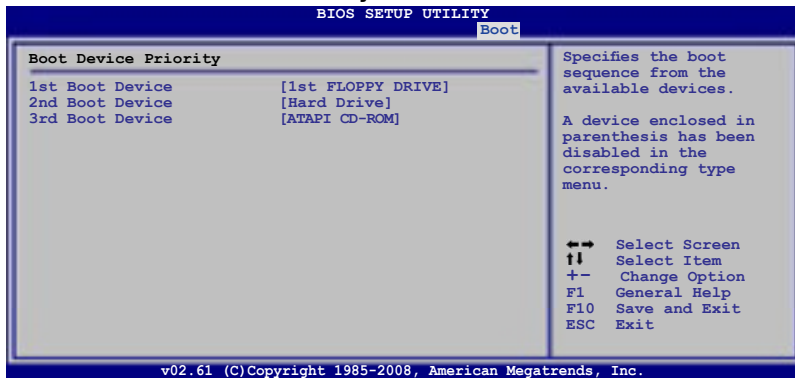 BIOS SETUP UTILITY
Boot
Boot Device Priority
1st Boot Device [1st FLOPPY DRIVE]
2nd Boot Device [Hard Drive]
3rd Boot Device [ATAPI CD-ROM]
Specifies the boot
sequence from the
available devices.
A device enclosed in
parenthesis has been
disabled in the
corresponding type
menu.
←→ Select Screen
↑↓ Select Item
+- Change Option
F1 General Help
F10 Save and Exit
ESC Exit
v02.61 (C)Copyright 1985-2008, American Megatrends, Inc.